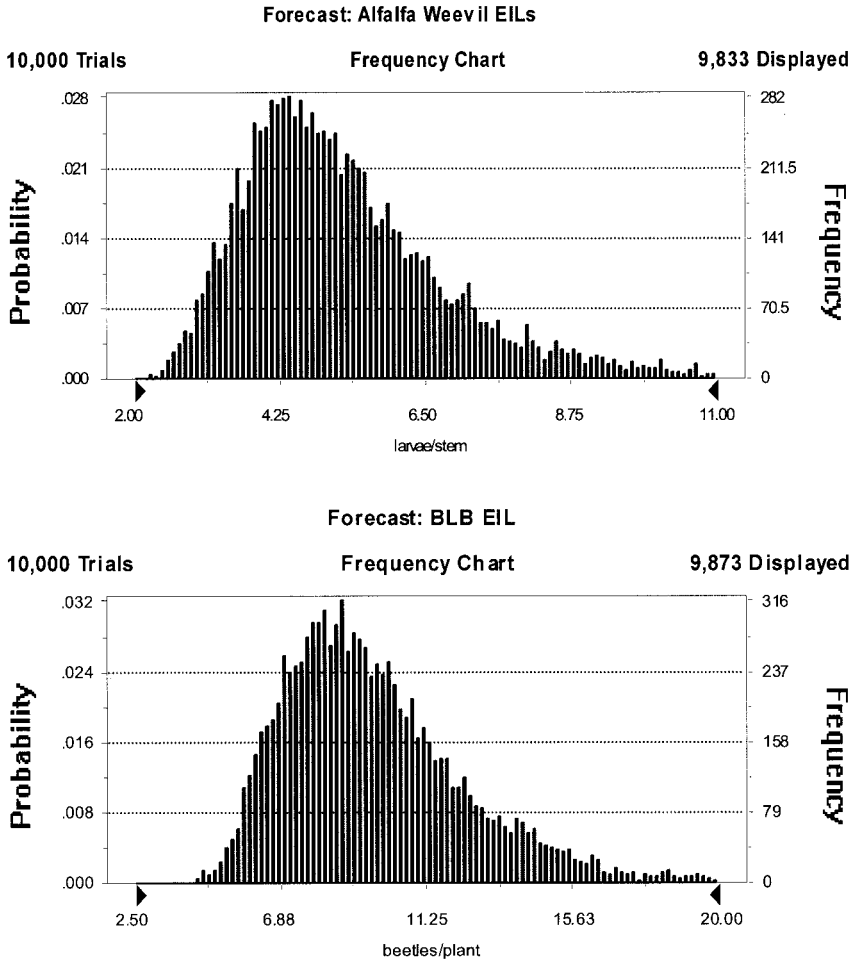 Forecast: Alfalfa Weevil EILs
10,000 Trials Frequency Chart 9,833 Displayed
.028 282
.021 211.5
.014 141
.007 70.5
.000 0
Probability
Frequency
2.00 4.25 6.50 8.75 11.00
larvae/stem
Forecast: BLB EIL
10,000 Trials Frequency Chart 9,873 Displayed
.032 316
.024 237
.016 158
.008 79
.000 0
Probability
Frequency
2.50 6.88 11.25 15.63 20.00
beetles/plant